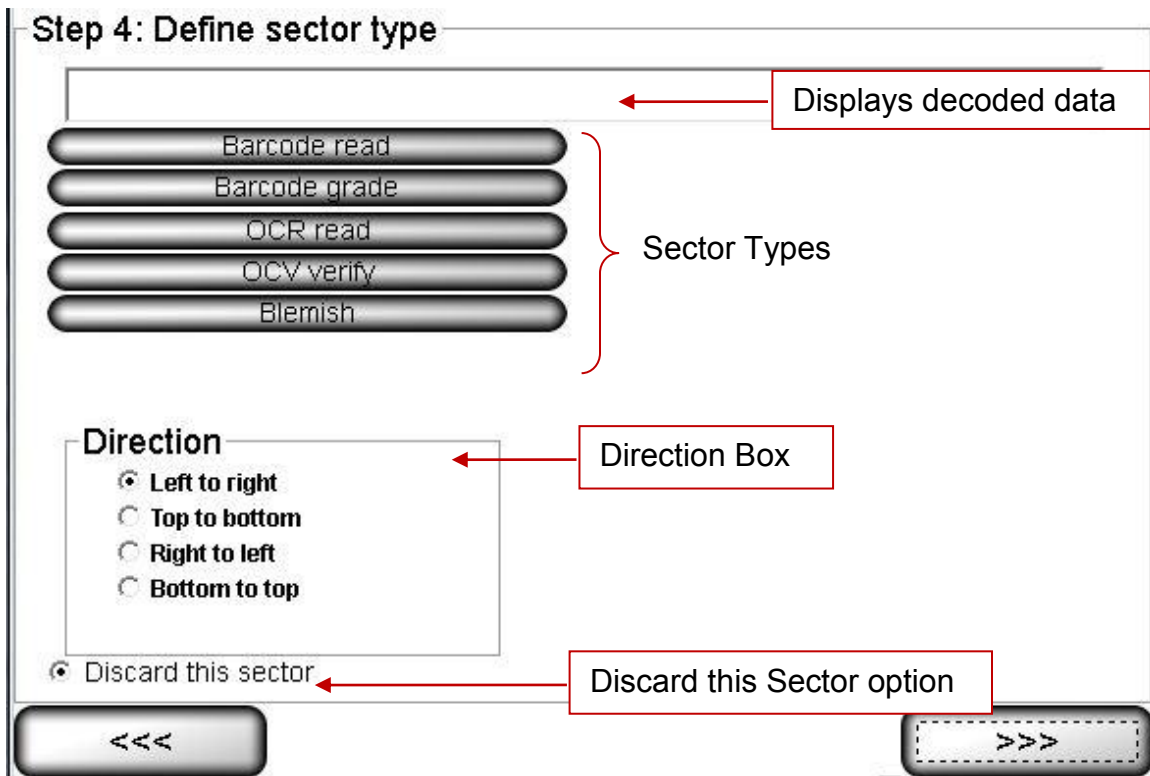 Step 4: Define sector type
Displays decoded data
Barcode read
Barcode grade
OCR read
OCV verify
Blemish
Sector Types
Direction
Left to right
Top to bottom
Right to left
Bottom to top
Direction Box
Discard this sector
Discard this Sector option
<<<
>>>